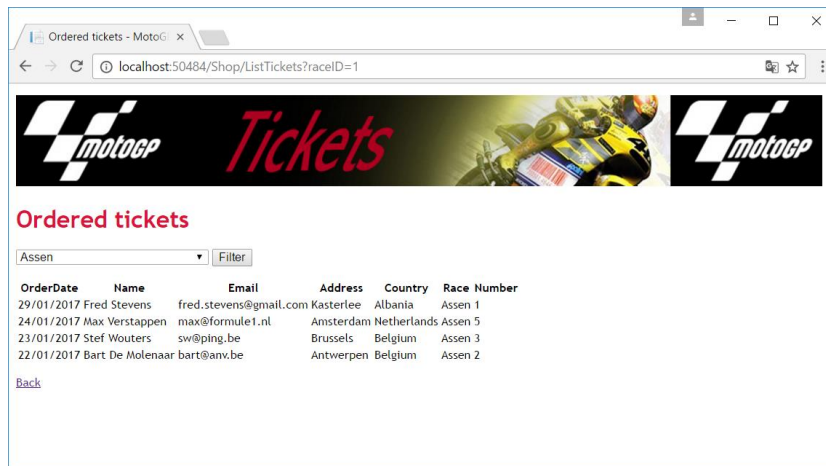 Ordered tickets - MotoG
localhost:50484/Shop/ListTickets?raceID=1
motoGP Tickets motoGP
Ordered tickets
Assen Filter
OrderDate Name Email Address Country Race Number
29/01/2017 Fred Stevens fred.stevens@gmail.com Kasterlee Albania Assen 1
24/01/2017 Max Verstappen max@formule1.nl Amsterdam Netherlands Assen 5
23/01/2017 Stef Wouters sw@ping.be Brussels Belgium Assen 3
22/01/2017 Bart De Molenaar bart@anv.be Antwerpen Belgium Assen 2
Back